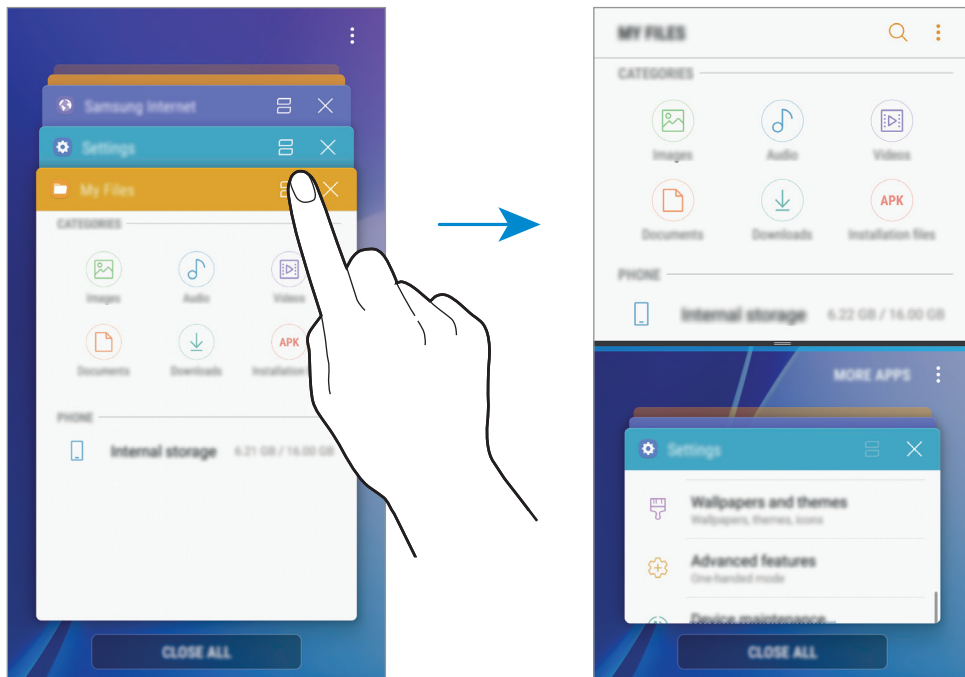 Samsung Internet
Settings
My Files
CATEGORIES
Images
Audio
Videos
Documents
Downloads
APK
Installation
PHONE
Internal storage
6.21 GB / 16.00 GB
CLOSE ALL
MY FILES
CATEGORIES
Images
Audio
Videos
Documents
Downloads
APK
Installation files
PHONE
Internal storage
6.22 GB / 16.00 GB
MORE APPS
Settings
Wallpapers and themes
Wallpapers, themes, icons
Advanced features
One-handed mode
Device maintenance...
CLOSE ALL